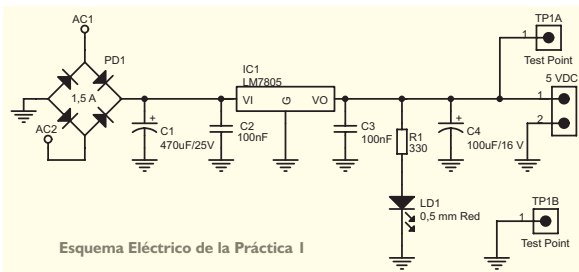 AC1
PD1
1,5 A
AC2
C1
470uF/25V
C2
100nF
IC1
LM7805
VI
G
VO
C3
100nF
R1
330
C4
100uF/16 V
LD1
0,5 mm Red
TP1A
1
Test Point
5 VDC
1
2
TP1B
1
Test Point
Esquema Eléctrico de la Práctica 1